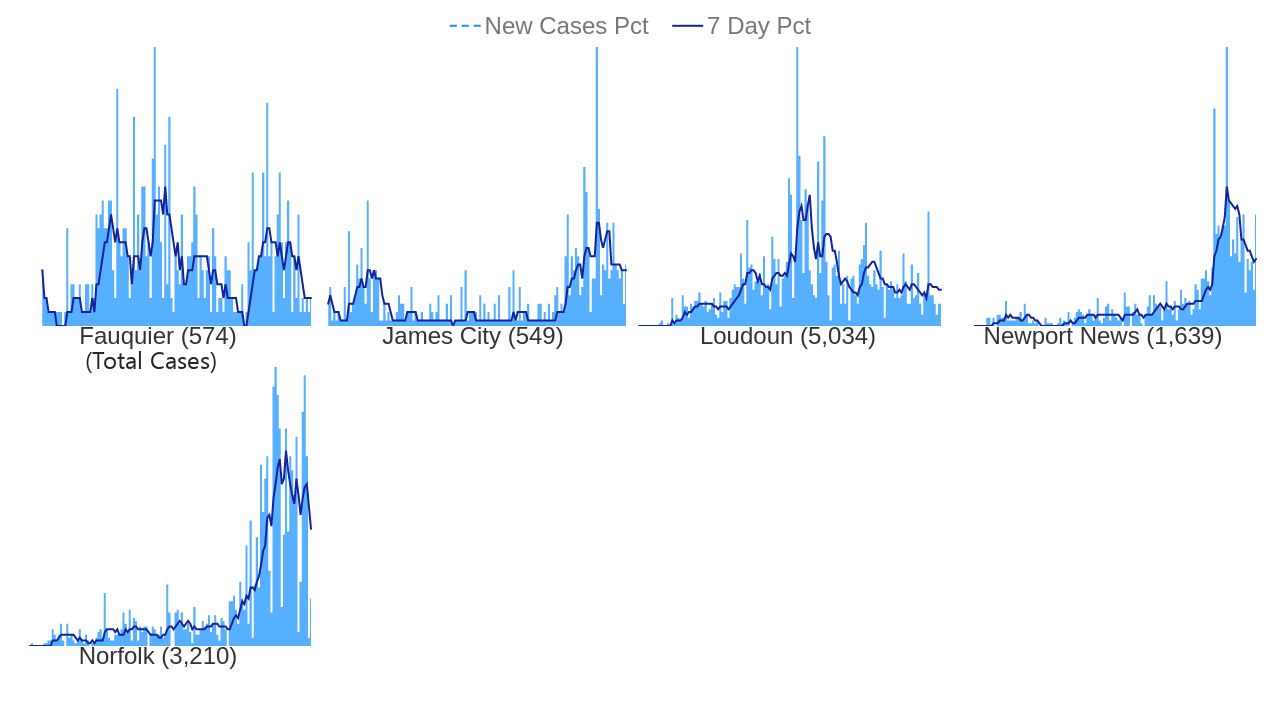 New Cases Pct 7 Day Pct
Fauquier (574)
(Total Cases)
James City (549)
Loudoun (5,034)
Newport News (1,639)
Norfolk (3,210)